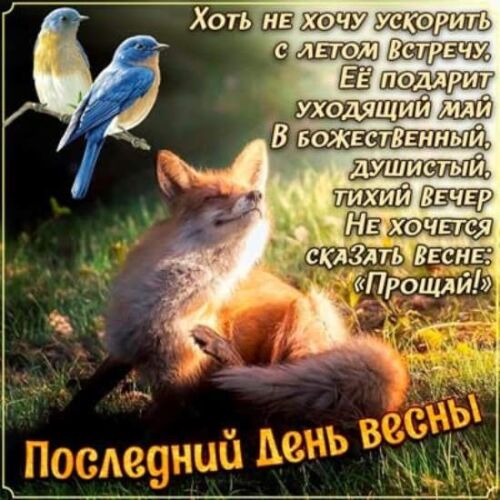 Хоть не хочу ускорить
с летом встречу,
Её подарит
уходящий май
В божественный,
душистый,
тихий вечер
Не хочется
сказать весне:
«Прощай!»
Последний День весны